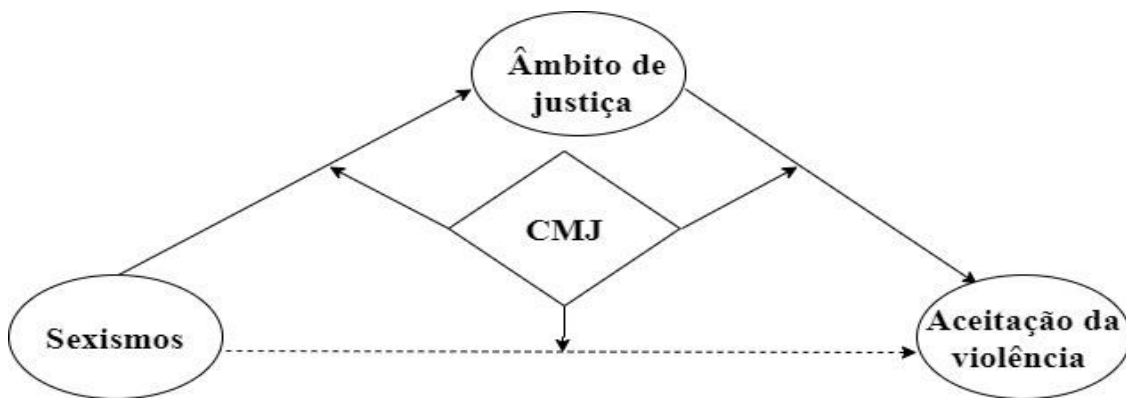 Âmbito de
justiça
CMJ
Sexismos
Aceitação da
violência